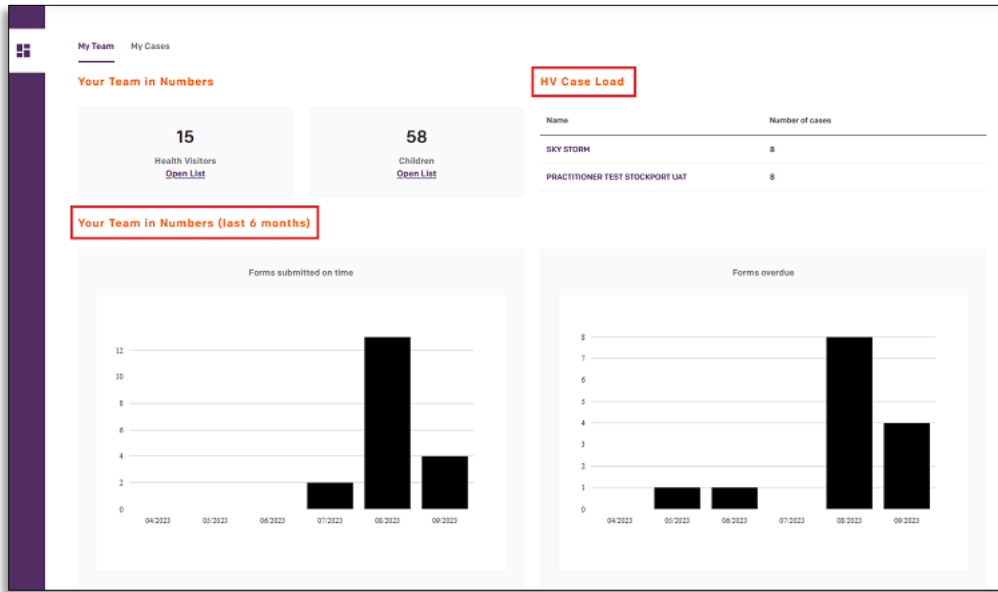 My Team My Cases
Your Team in Numbers
HV Case Load
15
Health Visitors
Open List
58
Children
Open List
Name Number of cases
SKY STORM 8
PRACTITIONER TEST STOCKPORT UAT 8
Your Team in Numbers (last 6 months)
Forms submitted on time
12
10
8
6
4
2
0
04/2023 05/2023 06/2023 07/2023 08/2023 09/2023
Forms overdue
8
7
6
5
4
3
2
1
0
04/2023 05/2023 06/2023 07/2023 08/2023 09/2023